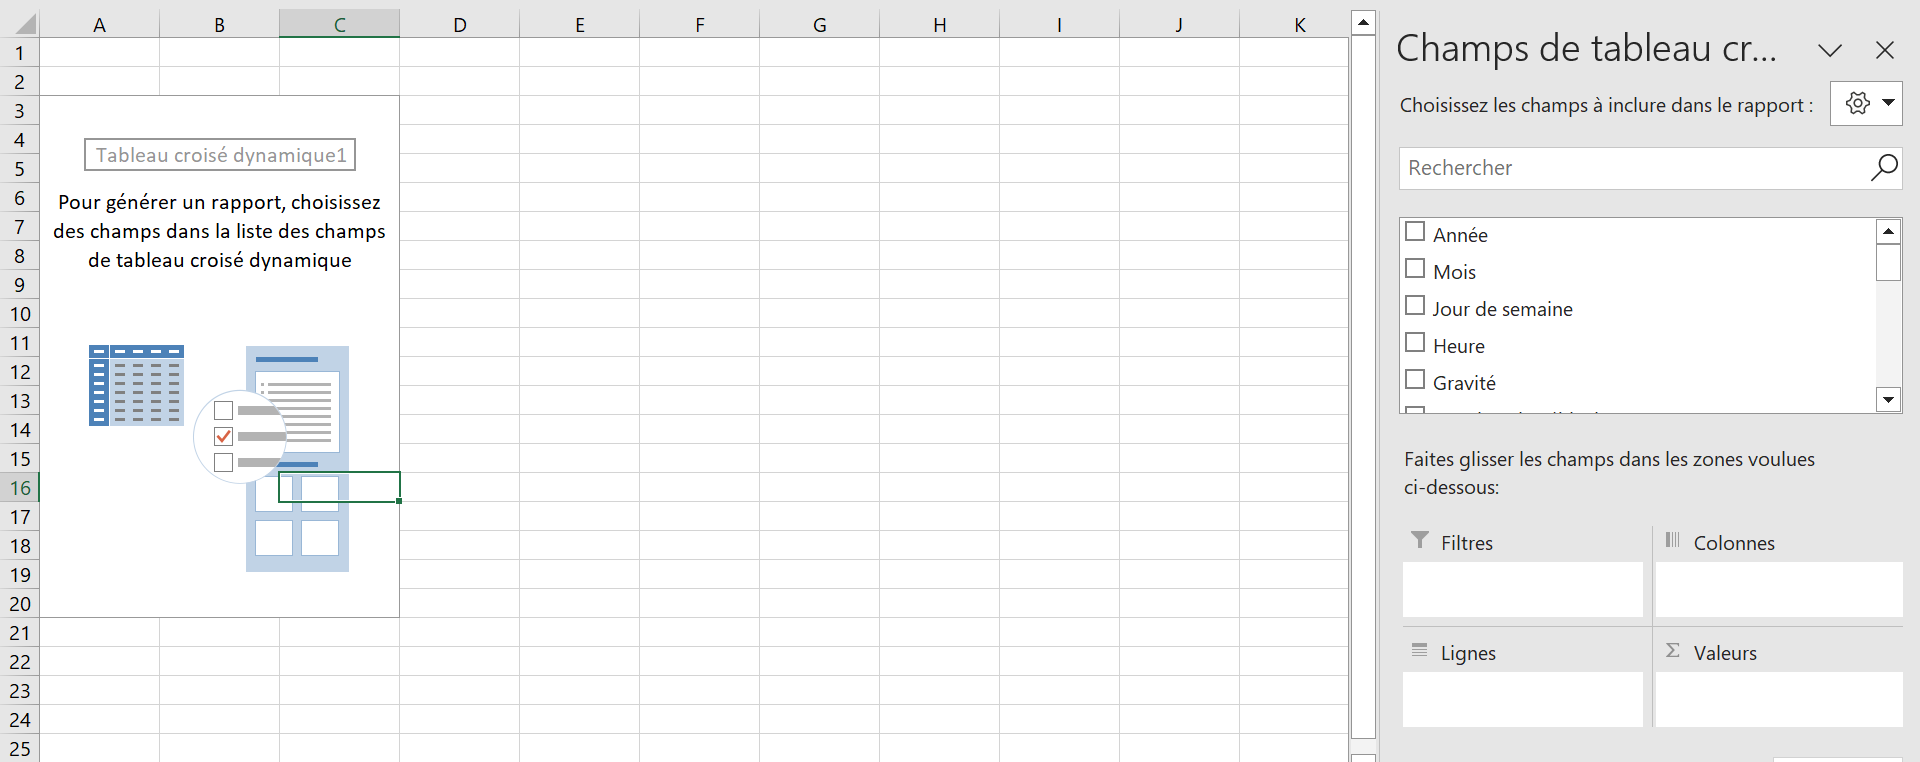 A B C D E F G H I J K
1
2
3
4
5
6
7
8
9
10
11
12
13
14
15
16
17
18
19
20
21
22
23
24
25
Tableau croisé dynamique1
Pour générer un rapport, choisissez
des champs dans la liste des champs
de tableau croisé dynamique
Champs de tableau cr...
Choisissez les champs à inclure dans le rapport :
Rechercher
Année
Mois
Jour de semaine
Heure
Gravité
Faites glisser les champs dans les zones voulues
ci-dessous:
Filtres
Colonnes
Lignes
Σ Valeurs